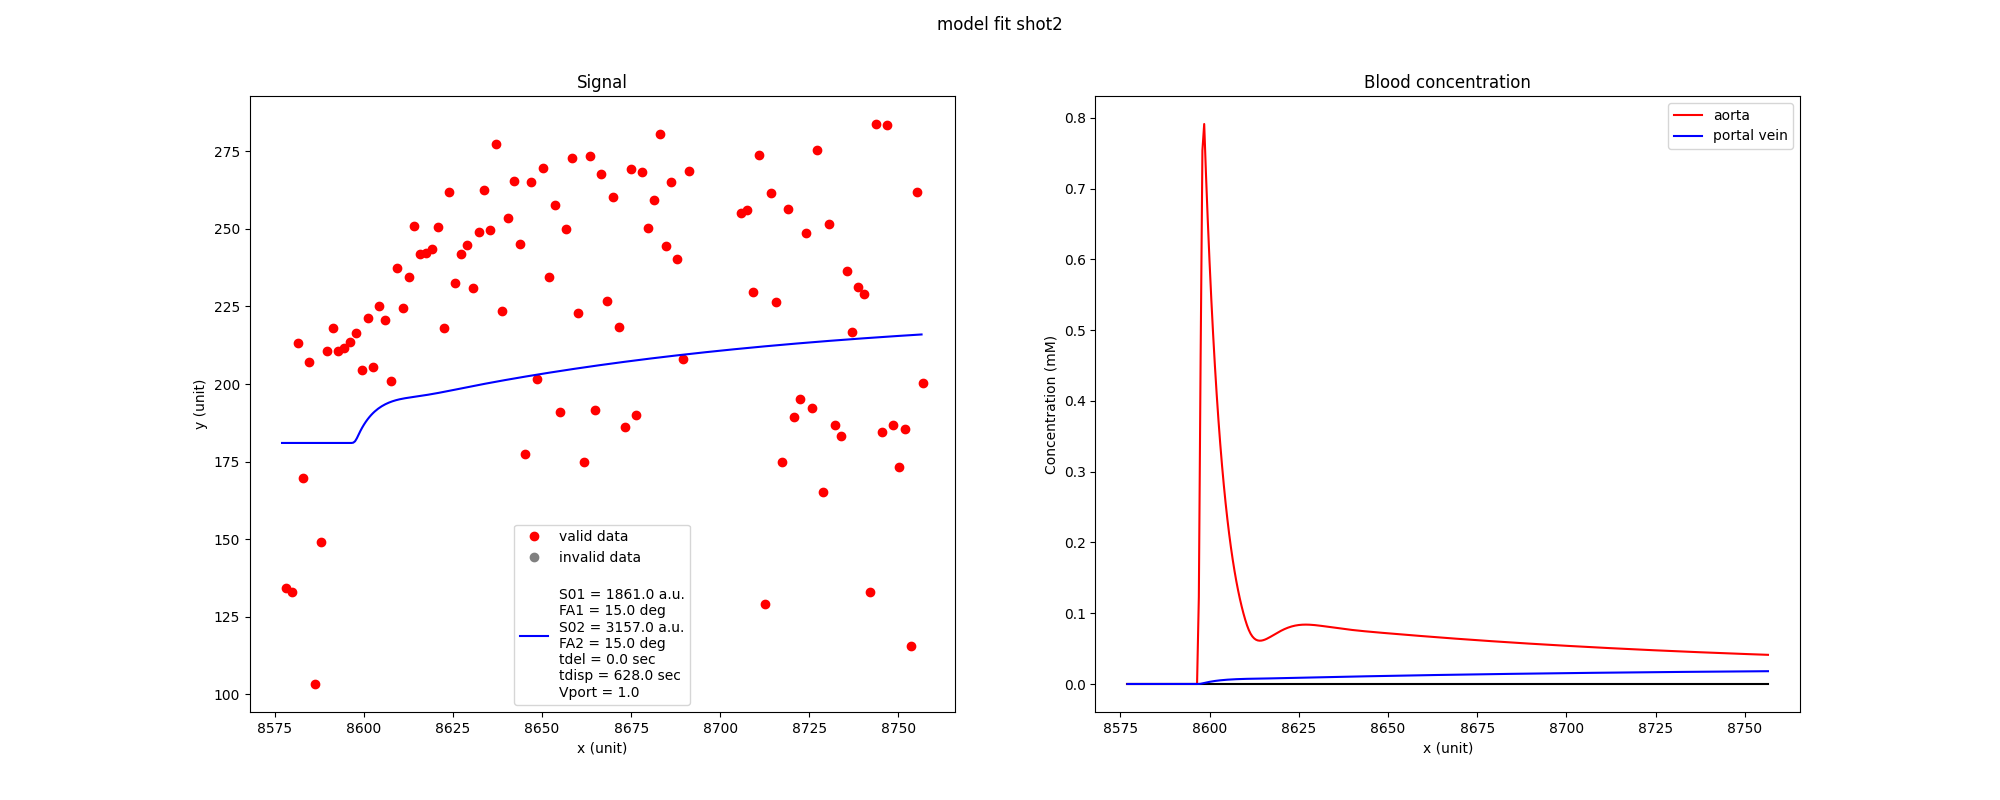 model fit shot2
Signal
275
250
225
200
175
150
125
100
y (unit)
8575 8600 8625 8650 8675 8700 8725 8750
x (unit)
valid data
invalid data
S01 = 1861.0 a.u.
FA1 = 15.0 deg
S02 = 3157.0 a.u.
FA2 = 15.0 deg
tdel = 0.0 sec
tdisp = 628.0 sec
Vport = 1.0
Blood concentration
0.8
0.7
0.6
0.5
0.4
0.3
0.2
0.1
0.0
Concentration (mM)
8575 8600 8625 8650 8675 8700 8725 8750
x (unit)
aorta
portal vein